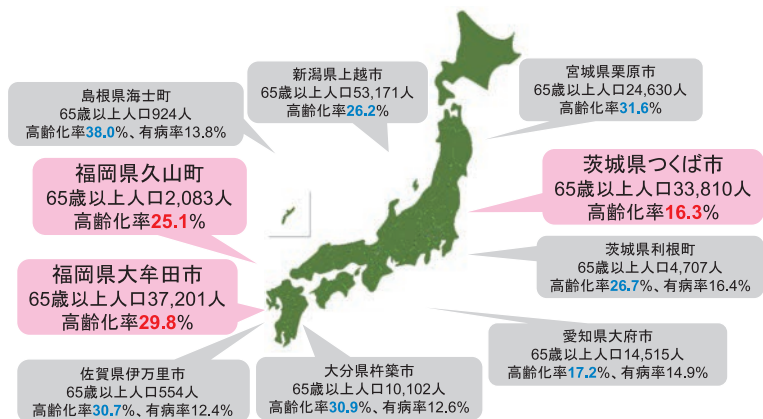 新潟県上越市
65歳以上人口53,171人
高齢化率26.2%
宮城県栗原市
65歳以上人口24,630人
高齢化率31.6%
島根県海士町
65歳以上人口924人
高齢化率38.0%、有病率13.8%
福岡県久山町
65歳以上人口2,083人
高齢化率25.1%
茨城県つくば市
65歳以上人口33,810人
高齢化率16.3%
福岡県大牟田市
65歳以上人口37,201人
高齢化率29.8%
茨城県利根町
65歳以上人口4,707人
高齢化率26.7%、有病率16.4%
愛知県大府市
65歳以上人口14,515人
高齢化率17.2%、有病率14.9%
佐賀県伊万里市
65歳以上人口554人
高齢化率30.7%、有病率12.4%
大分県杵築市
65歳以上人口10,102人
高齢化率30.9%、有病率12.6%